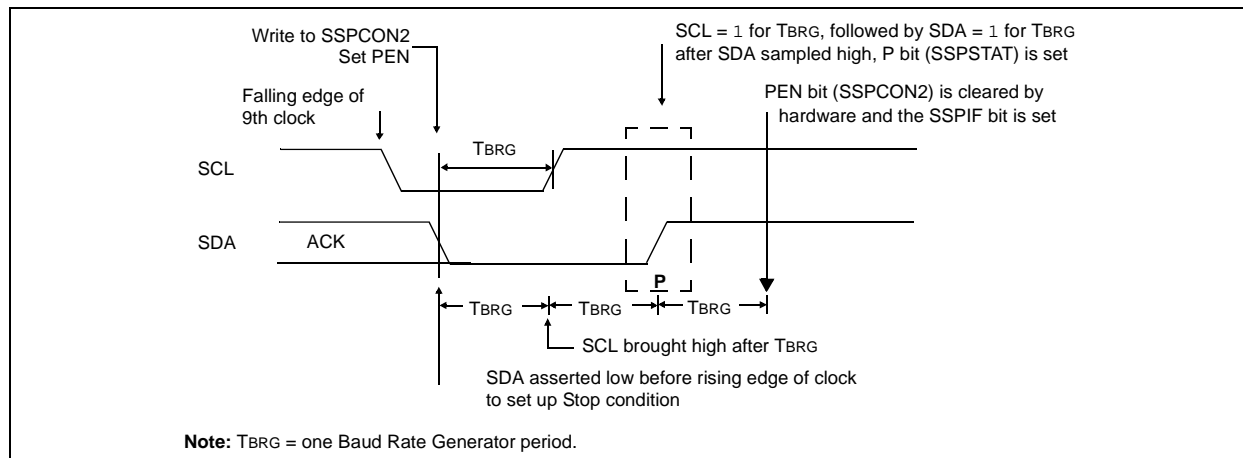 Write to SSPCON2
Set PEN
SCL = 1 for TBRG, followed by SDA = 1 for TBRG
after SDA sampled high, P bit (SSPSTAT) is set
Falling edge of
9th clock
PEN bit (SSPCON2) is cleared by
hardware and the SSPIF bit is set
TBRG
SCL
SDA
ACK
P
TBRG
TBRG
TBRG
SCL brought high after TBRG
SDA asserted low before rising edge of clock
to set up Stop condition
Note: TBRG = one Baud Rate Generator period.